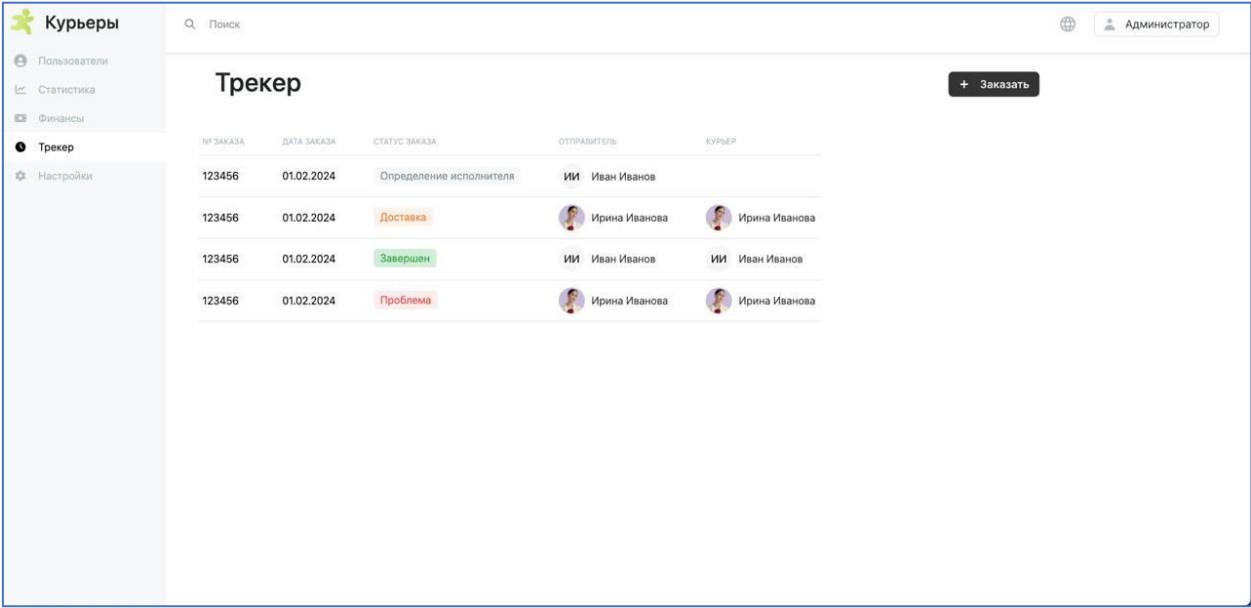 Курьеры
Поиск
Администратор
Пользователи
Статистика
Финансы
Трекер
Настройки
Трекер
+ Заказать
№ ЗАКАЗА ДАТА ЗАКАЗА СТАТУС ЗАКАЗА ОТПРАВИТЕЛЬ КУРЬЕР
123456 01.02.2024 Определение исполнителя ИИ Иван Иванов
123456 01.02.2024 Доставка Ирина Иванова Ирина Иванова
123456 01.02.2024 Завершен ИИ Иван Иванов ИИ Иван Иванов
123456 01.02.2024 Проблема Ирина Иванова Ирина Иванова